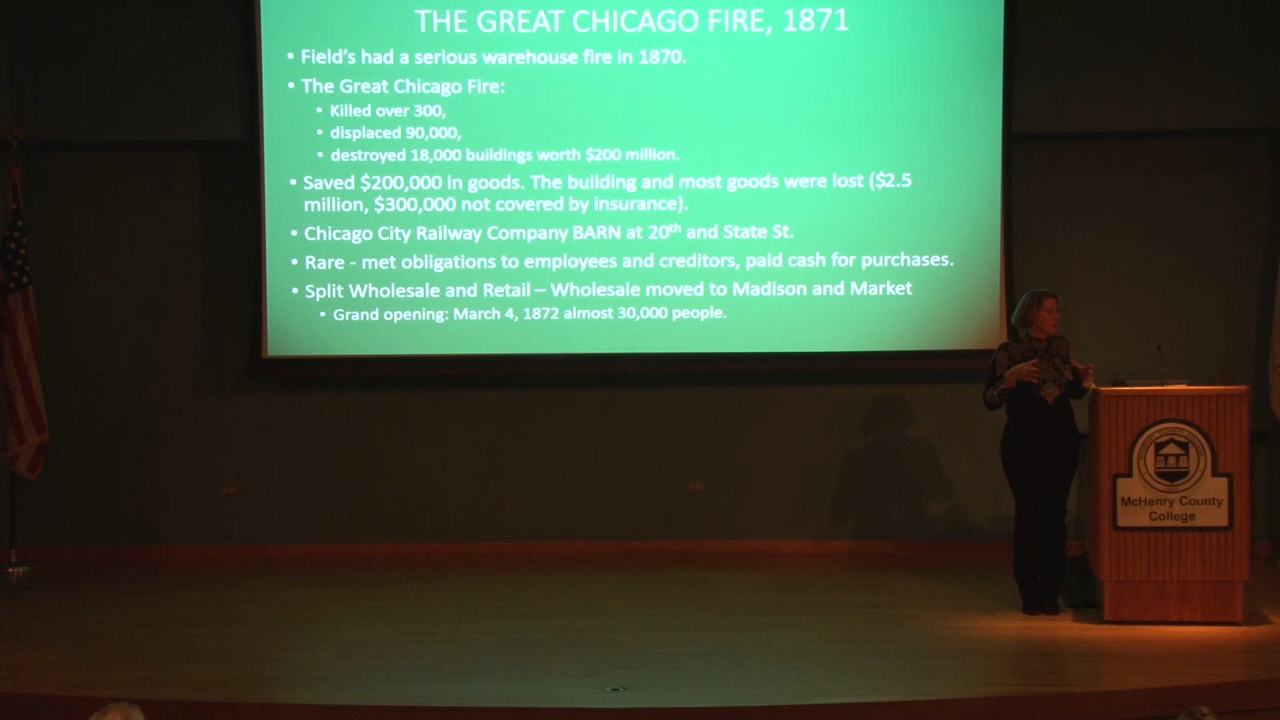 THE GREAT CHICAGO FIRE, 1871
• Field's had a serious warehouse fire in 1870.
• The Great Chicago Fire:
• Killed over 300,
• displaced 90,000,
• destroyed 18,000 buildings worth $200 million.
• Saved $200,000 in goods. The building and most goods were lost ($2.5
million, $300,000 not covered by insurance).
• Chicago City Railway Company BARN at 20th and State St.
• Rare - met obligations to employees and creditors, paid cash for purchases.
• Split Wholesale and Retail – Wholesale moved to Madison and Market
• Grand opening: March 4, 1872 almost 30,000 people.
McHenry County
College